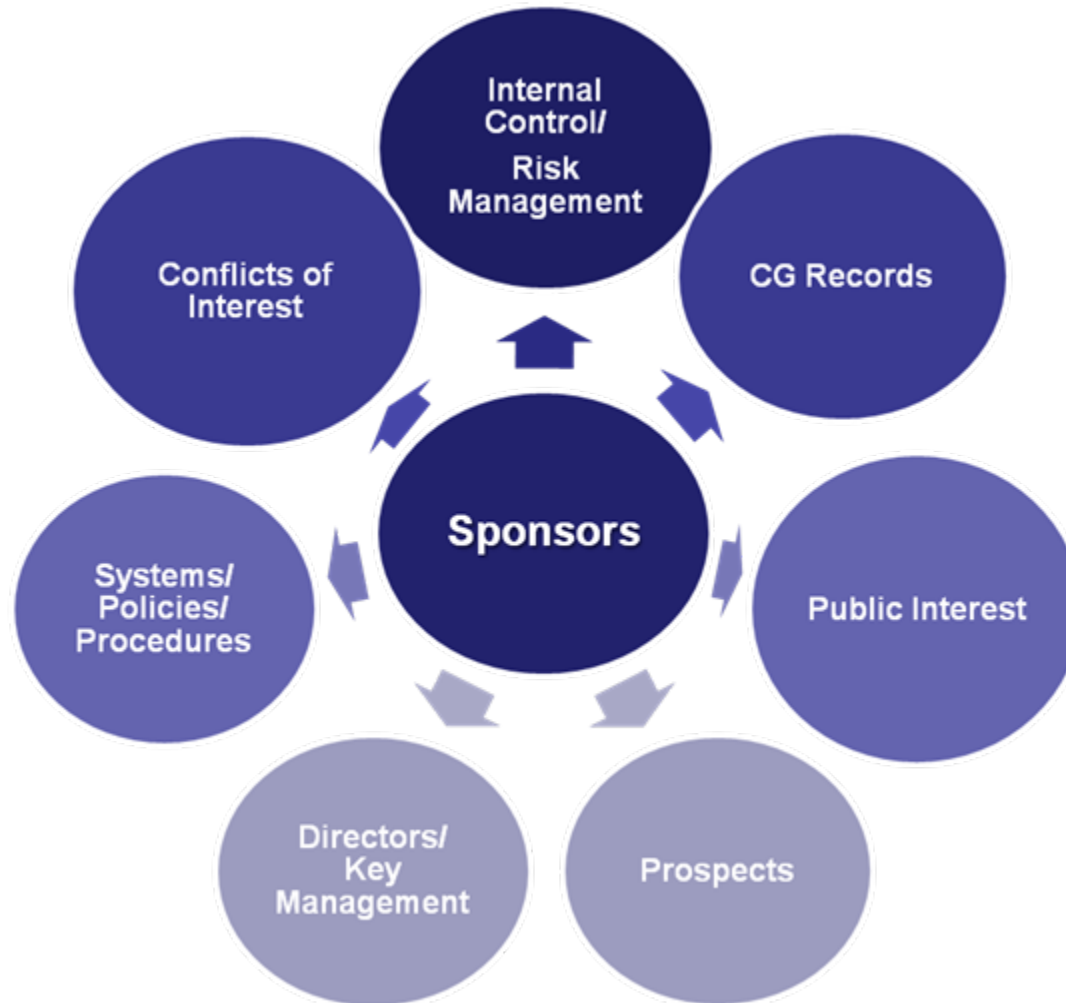 Internal
Control/
Risk
Management
Conflicts of
Interest
CG Records
Sponsors
Systems/
Policies/
Procedures
Public Interest
Directors/
Key
Management
Prospects